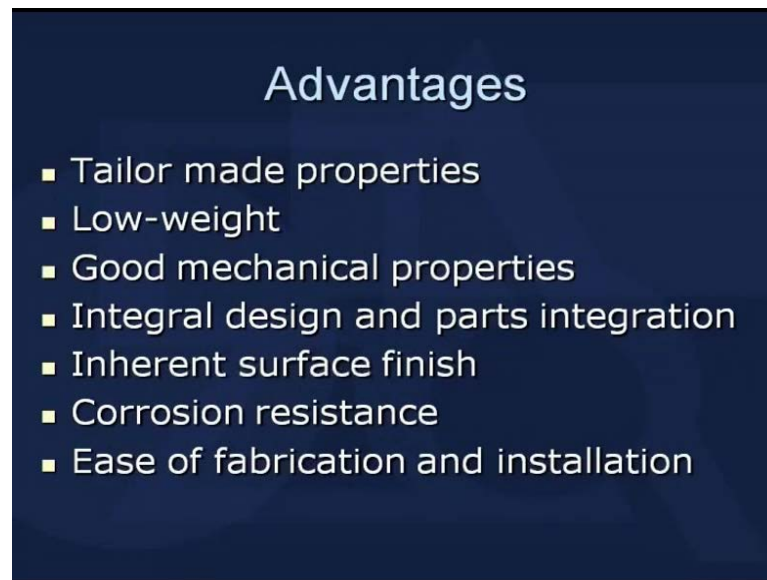 Advantages
Tailor made properties
Low-weight
Good mechanical properties
Integral design and parts integration
Inherent surface finish
Corrosion resistance
Ease of fabrication and installation